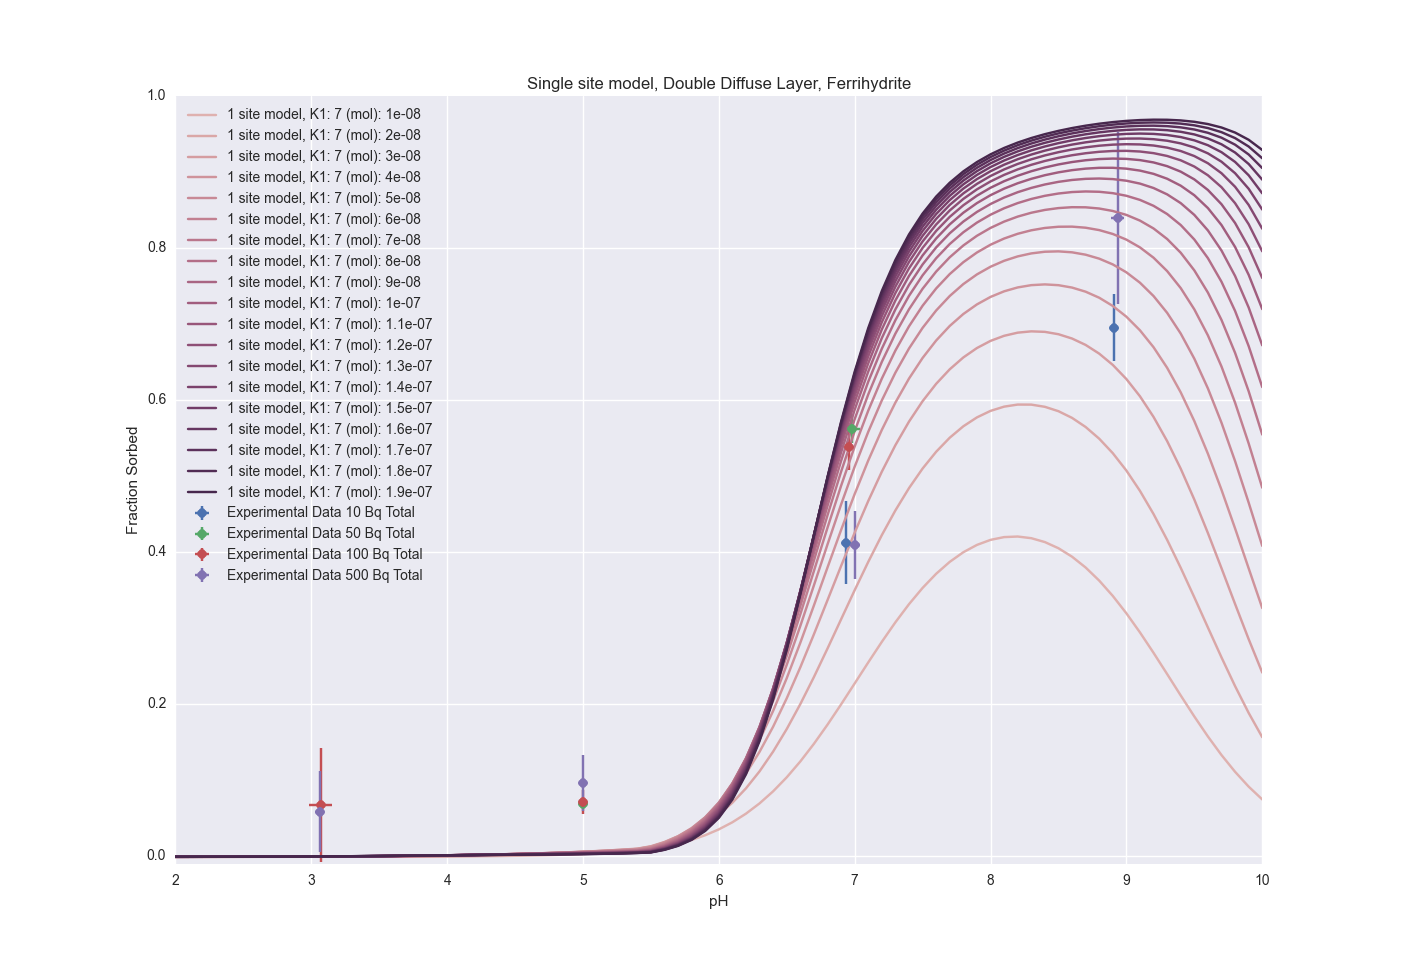 Single site model, Double Diffuse Layer, Ferrihydrite
1.0
0.8
0.6
0.4
0.2
0.0
Fraction Sorbed
1 site model, K1: 7 (mol): 1e-08
1 site model, K1: 7 (mol): 2e-08
1 site model, K1: 7 (mol): 3e-08
1 site model, K1: 7 (mol): 4e-08
1 site model, K1: 7 (mol): 5e-08
1 site model, K1: 7 (mol): 6e-08
1 site model, K1: 7 (mol): 7e-08
1 site model, K1: 7 (mol): 8e-08
1 site model, K1: 7 (mol): 9e-08
1 site model, K1: 7 (mol): 1e-07
1 site model, K1: 7 (mol): 1.1e-07
1 site model, K1: 7 (mol): 1.2e-07
1 site model, K1: 7 (mol): 1.3e-07
1 site model, K1: 7 (mol): 1.4e-07
1 site model, K1: 7 (mol): 1.5e-07
1 site model, K1: 7 (mol): 1.6e-07
1 site model, K1: 7 (mol): 1.7e-07
1 site model, K1: 7 (mol): 1.8e-07
1 site model, K1: 7 (mol): 1.9e-07
Experimental Data 10 Bq Total
Experimental Data 50 Bq Total
Experimental Data 100 Bq Total
Experimental Data 500 Bq Total
2 3 4 5 6 7 8 9 10
pH